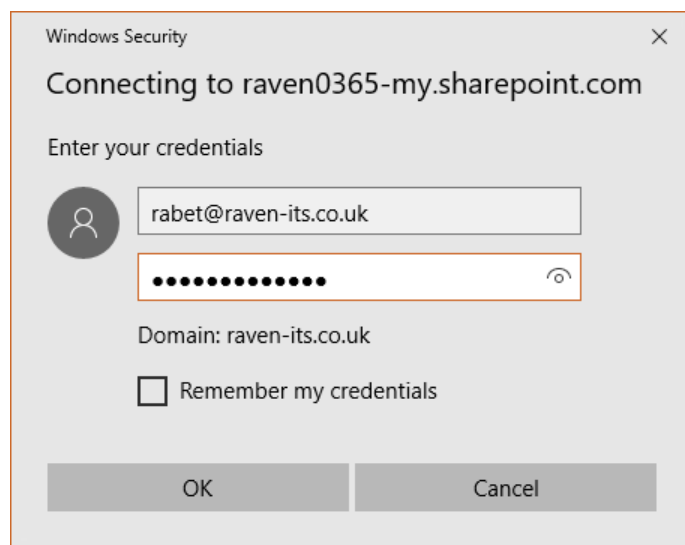 Windows Security
Connecting to raven0365-my.sharepoint.com
Enter your credentials
rabet@raven-its.co.uk
•••••••••••••
Domain: raven-its.co.uk
Remember my credentials
OK
Cancel